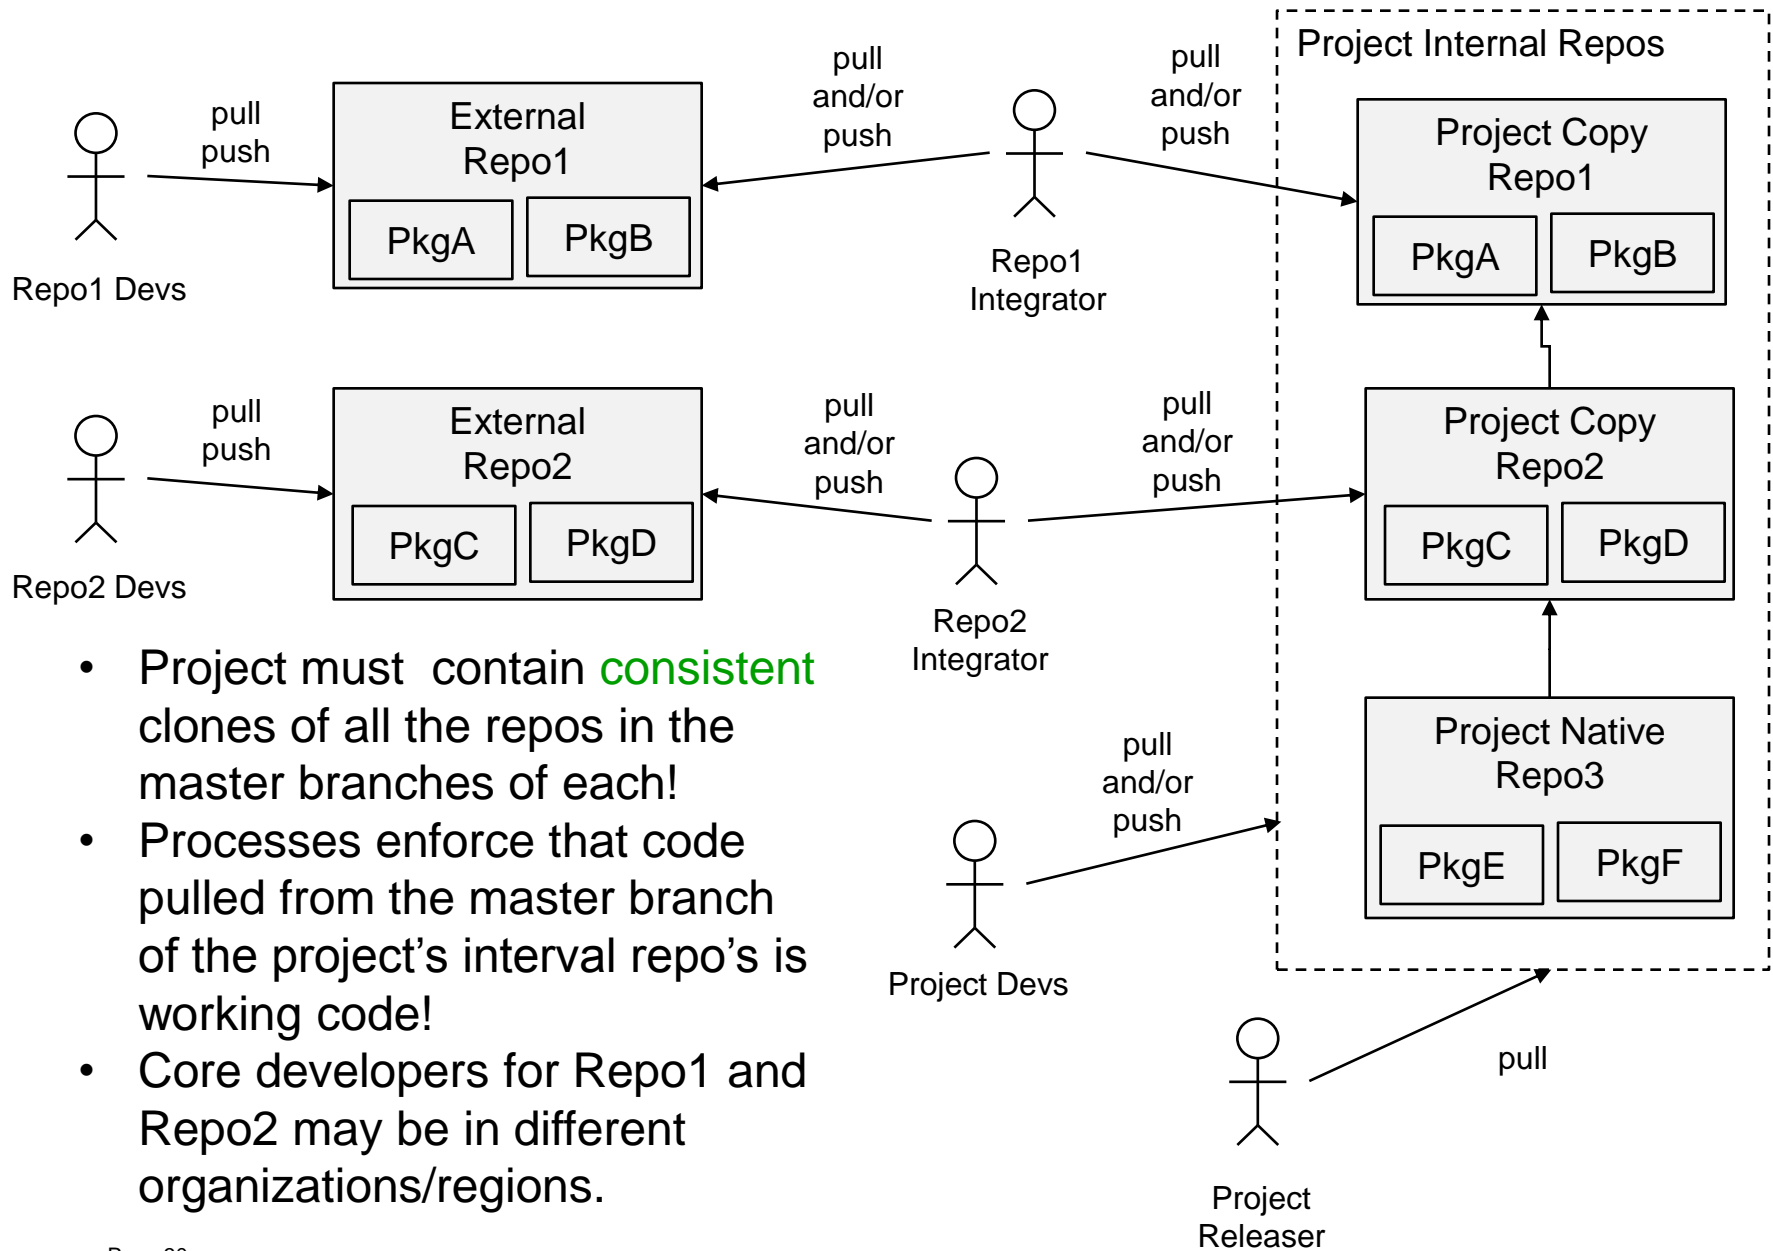 Project Internal Repos
pull
push
Repo1 Devs
External
Repo1
PkgA
PkgB
pull
and/or
push
Repo1
Integrator
pull
and/or
push
Project Copy
Repo1
PkgA
PkgB
pull
push
Repo2 Devs
External
Repo2
PkgC
PkgD
pull
and/or
push
Repo2
Integrator
pull
and/or
push
Project Copy
Repo2
PkgC
PkgD
• Project must contain consistent
clones of all the repos in the
master branches of each!
• Processes enforce that code
pulled from the master branch
of the project’s interval repo’s is
working code!
• Core developers for Repo1 and
Repo2 may be in different
organizations/regions.
pull
and/or
push
Project Devs
Project Native
Repo3
PkgE
PkgF
pull
Project
Releaser